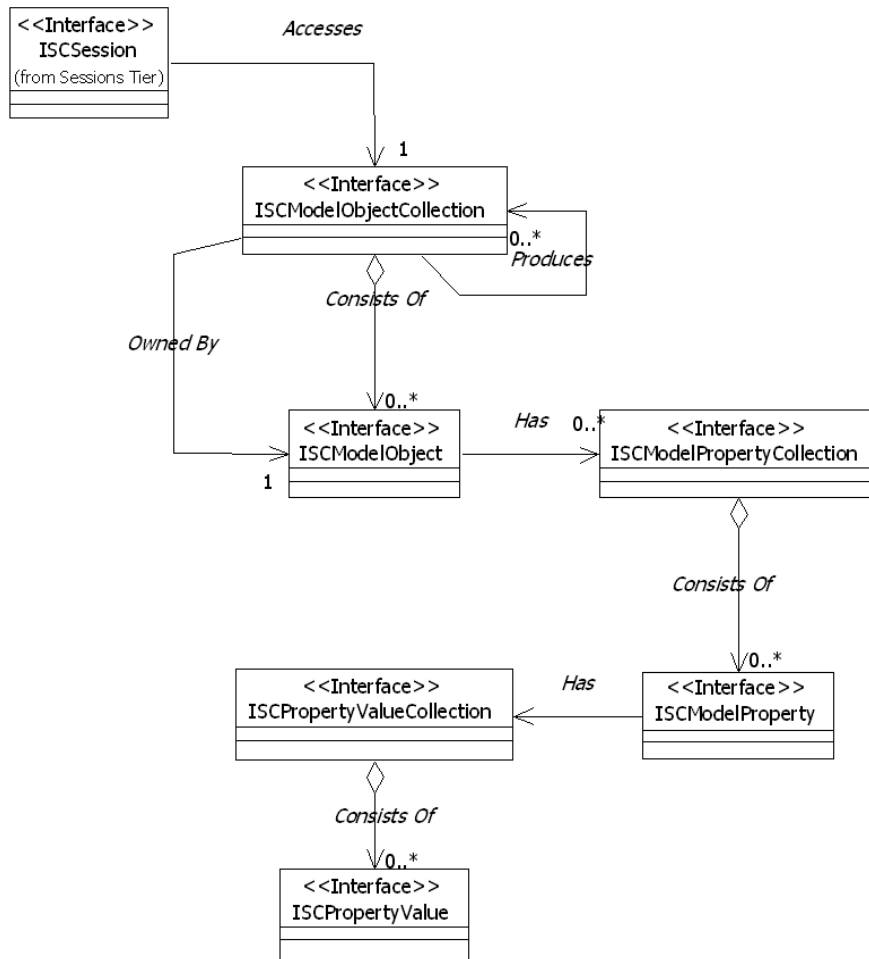 <<Interface>>
ISCSession
(from Sessions Tier)
Accesses
1
<<Interface>>
ISCModelObjectCollection
0..*
Produces
Consists Of
Owned By
0..*
<<Interface>>
ISCModelObject
1
Has
0..*
<<Interface>>
ISCModelPropertyCollection
Consists Of
0..*
<<Interface>>
ISCModelProperty
Has
<<Interface>>
ISCPropertyValueCollection
Consists Of
0..*
<<Interface>>
ISCPropertyValue